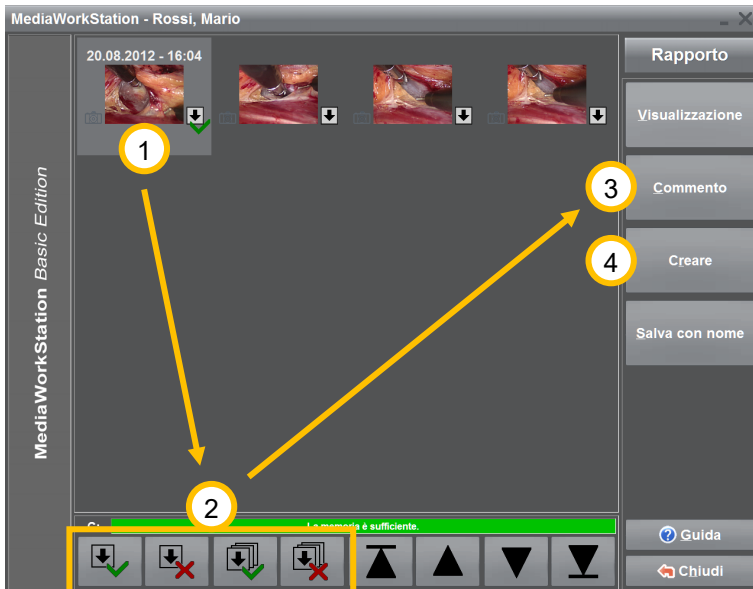 MediaWorkStation - Rossi, Mario
Rapporto
20.08.2012 - 16:04
Visualizzazione
1
3
Commento
4
Creare
Salva con nome
MediaWorkStation Basic Edition
2
C:
La memoria è sufficiente.
Guida
Chiudi